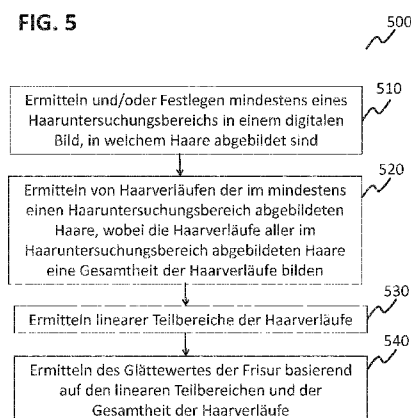 FIG. 5
500
510
Ermitteln und/oder Festlegen mindestens eines
Haaruntersuchungsbereichs in einem digitalen
Bild, in welchem Haare abgebildet sind
520
Ermitteln von Haarverläufen der im mindestens
einen Haaruntersuchungsbereich abgebildeten
Haare, wobei die Haarverläufe aller im
Haaruntersuchungsbereich abgebildeten Haare
eine Gesamtheit der Haarverläufe bilden
530
Ermitteln linearer Teilbereiche der Haarverläufe
540
Ermitteln des Glättewertes der Frisur basierend
auf den linearen Teilbereichen und der
Gesamtheit der Haarverläufe